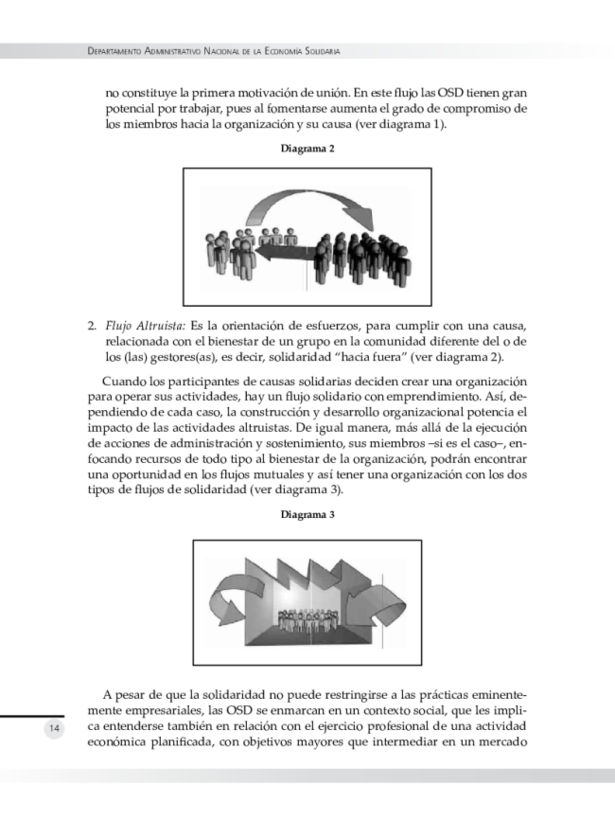 Departamento Administrativo Nacional de la Economía Solidaria
no constituye la primera motivación de unión. En este flujo las OSD tienen gran
potencial por trabajar, pues al fomentarse aumenta el grado de compromiso de
los miembros hacia la organización y su causa (ver diagrama 1).
Diagrama 2
2. Flujo Altruista: Es la orientación de esfuerzos, para cumplir con una causa,
relacionada con el bienestar de un grupo en la comunidad diferente del o de
los (las) gestores(as), es decir, solidaridad “hacia fuera” (ver diagrama 2).
Cuando los participantes de causas solidarias deciden crear una organización
para operar sus actividades, hay un flujo solidario con emprendimiento. Así, de-
pendiendo de cada caso, la construcción y desarrollo organizacional potencia el
impacto de las actividades altruistas. De igual manera, más allá de la ejecución
de acciones de administración y sostenimiento, sus miembros –si es el caso–, en-
focando recursos de todo tipo al bienestar de la organización, podrán encontrar
una oportunidad en los flujos mutuales y así tener una organización con los dos
tipos de flujos de solidaridad (ver diagrama 3).
Diagrama 3
A pesar de que la solidaridad no puede restringirse a las prácticas eminente-
mente empresariales, las OSD se enmarcan en un contexto social, que les impli-
ca entenderse también en relación con el ejercicio profesional de una actividad
económica planificada, con objetivos mayores que intermediar en un mercado
14